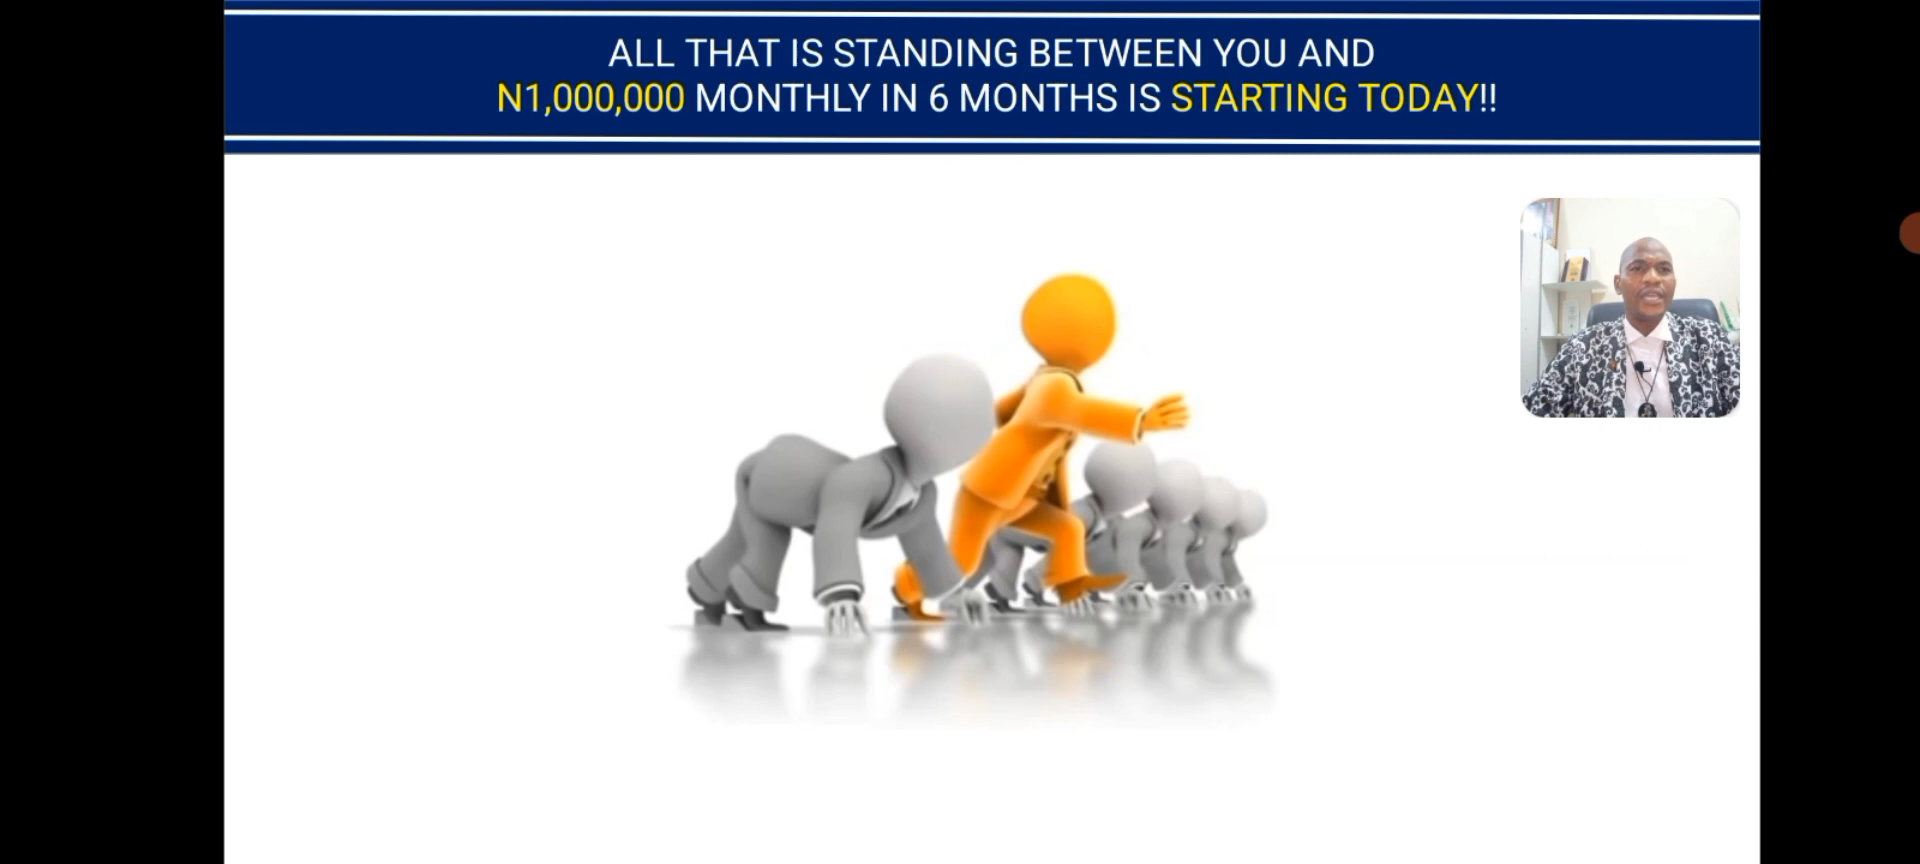 ALL THAT IS STANDING BETWEEN YOU AND
N1,000,000 MONTHLY IN 6 MONTHS IS STARTING TODAY!!